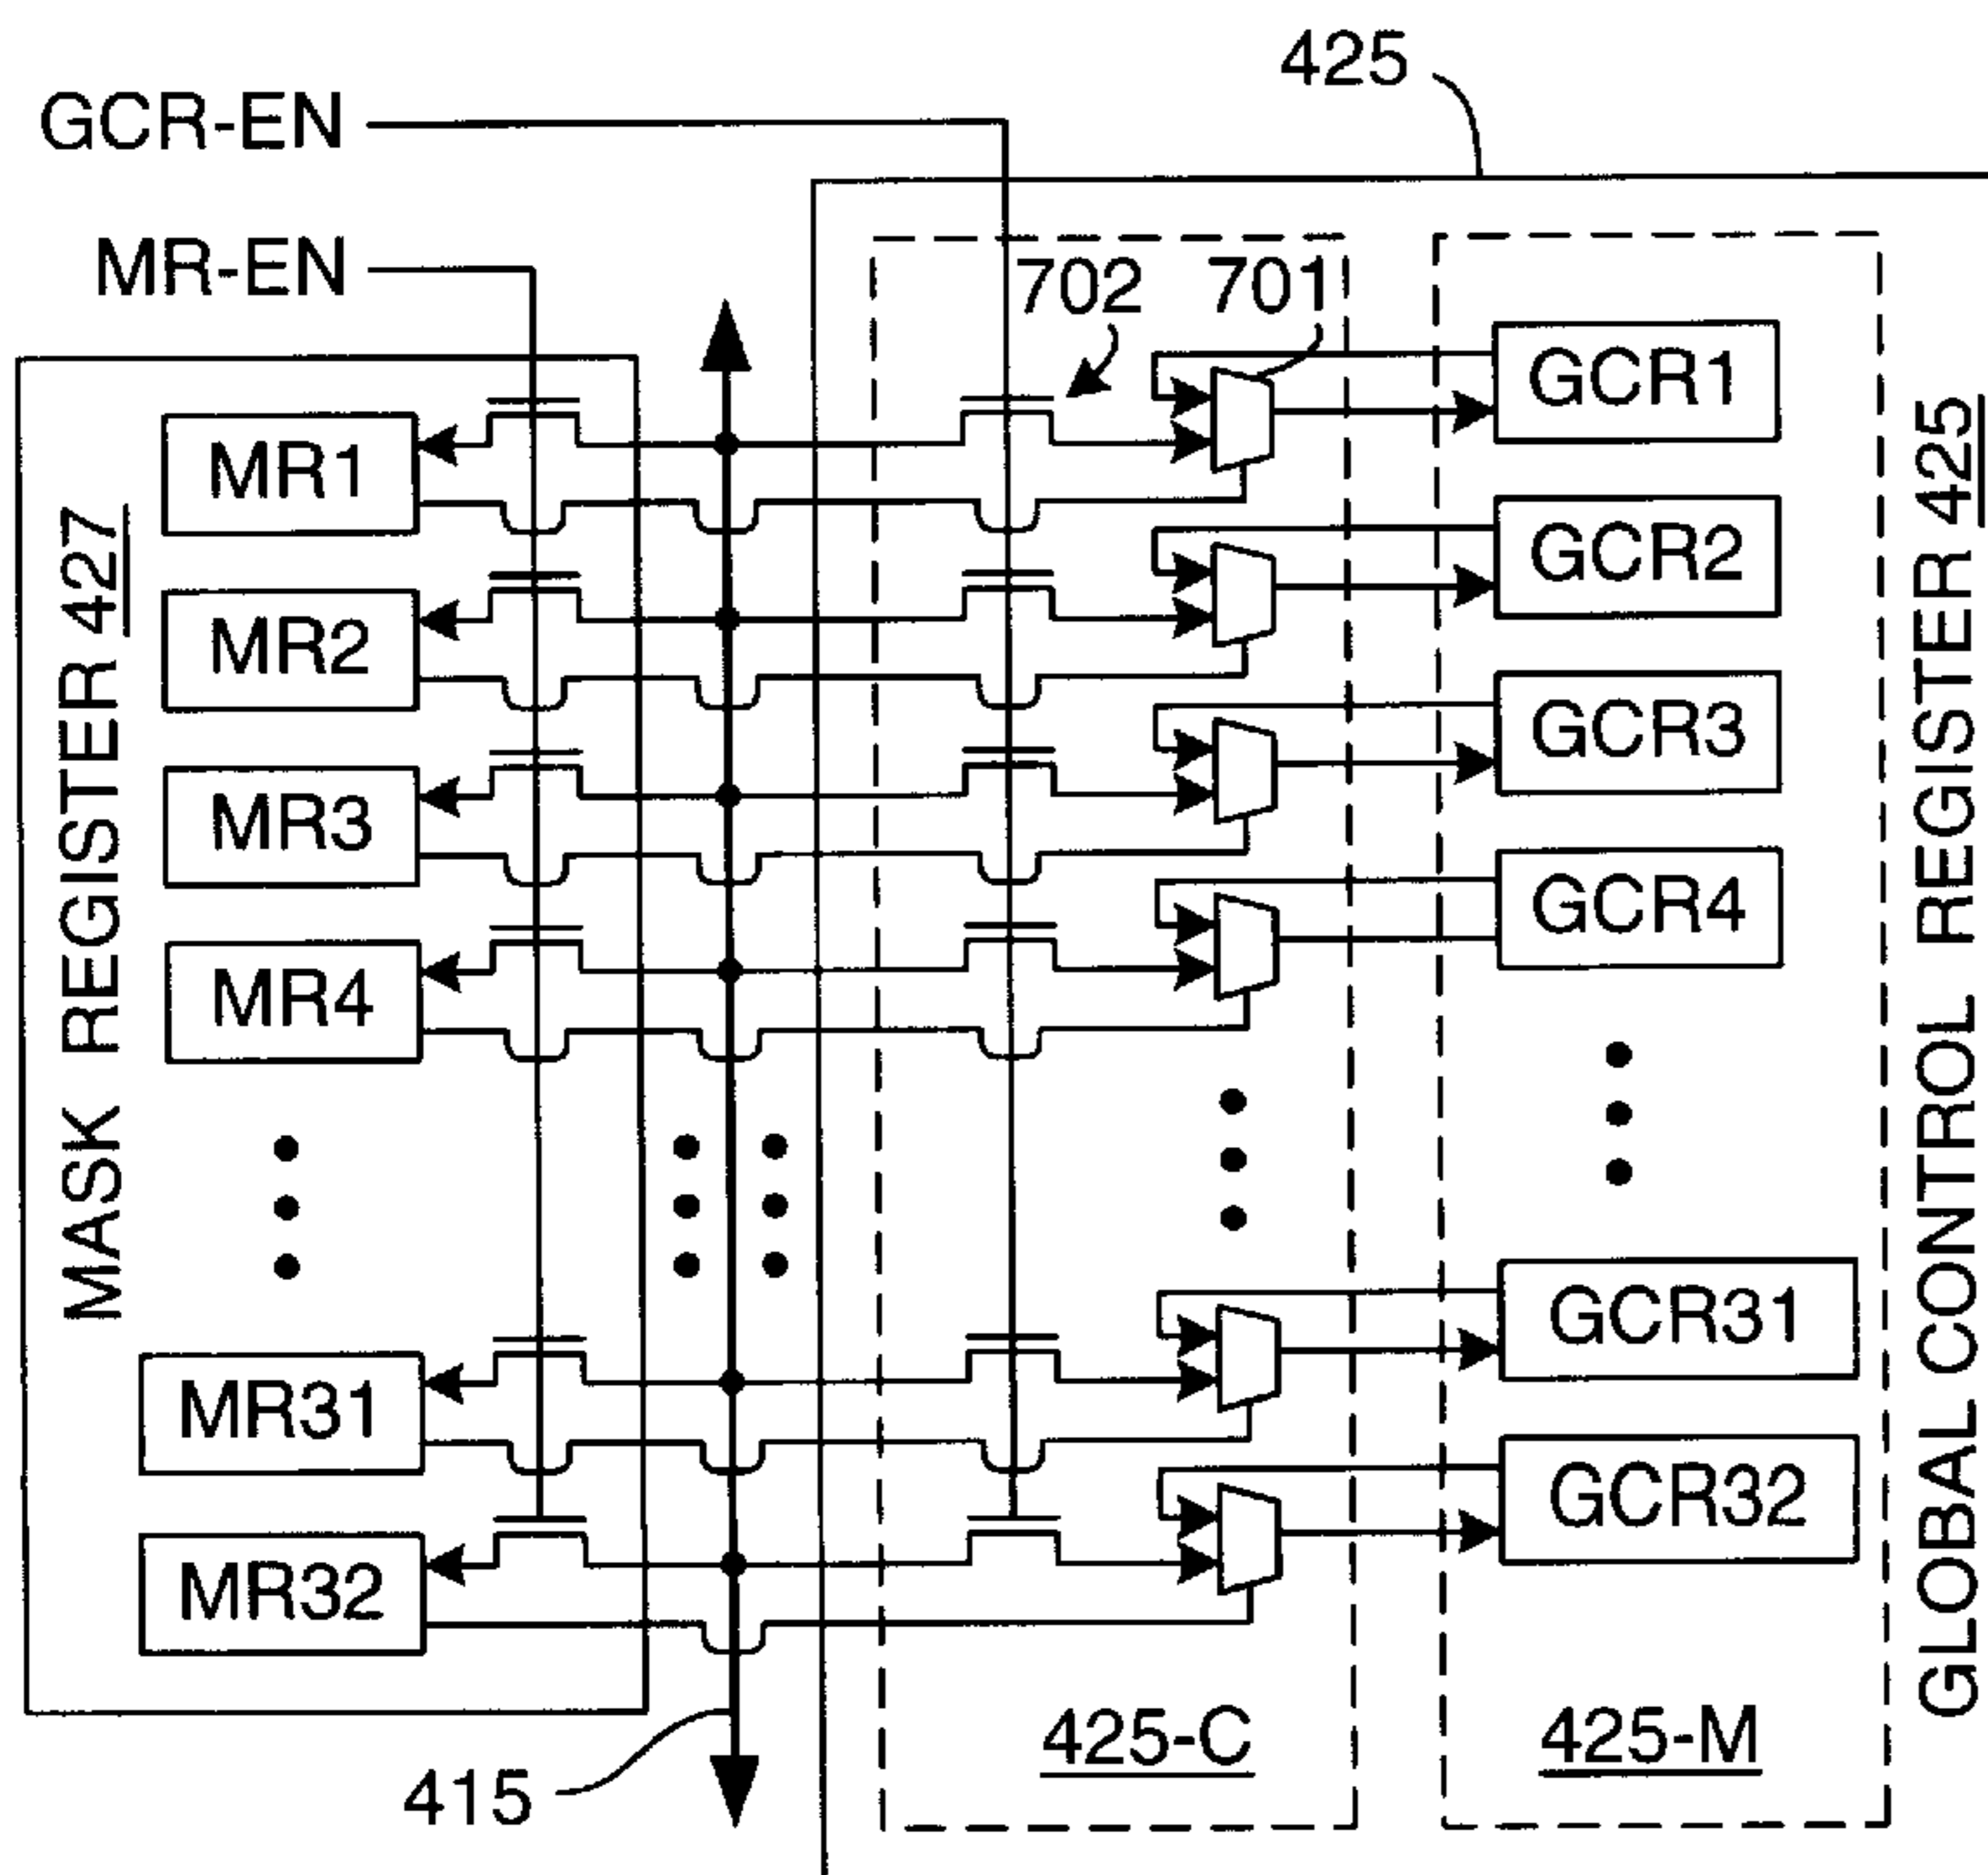 425
GCR-EN
MR-EN
702
701
GCR1
MR1
GCR2
MR2
GCR3
MR3
GCR4
MR4
MASK REGISTER 427
GLOBAL CONTROL REGISTER 425
GCR31
MR31
GCR32
MR32
425-C
425-M
415